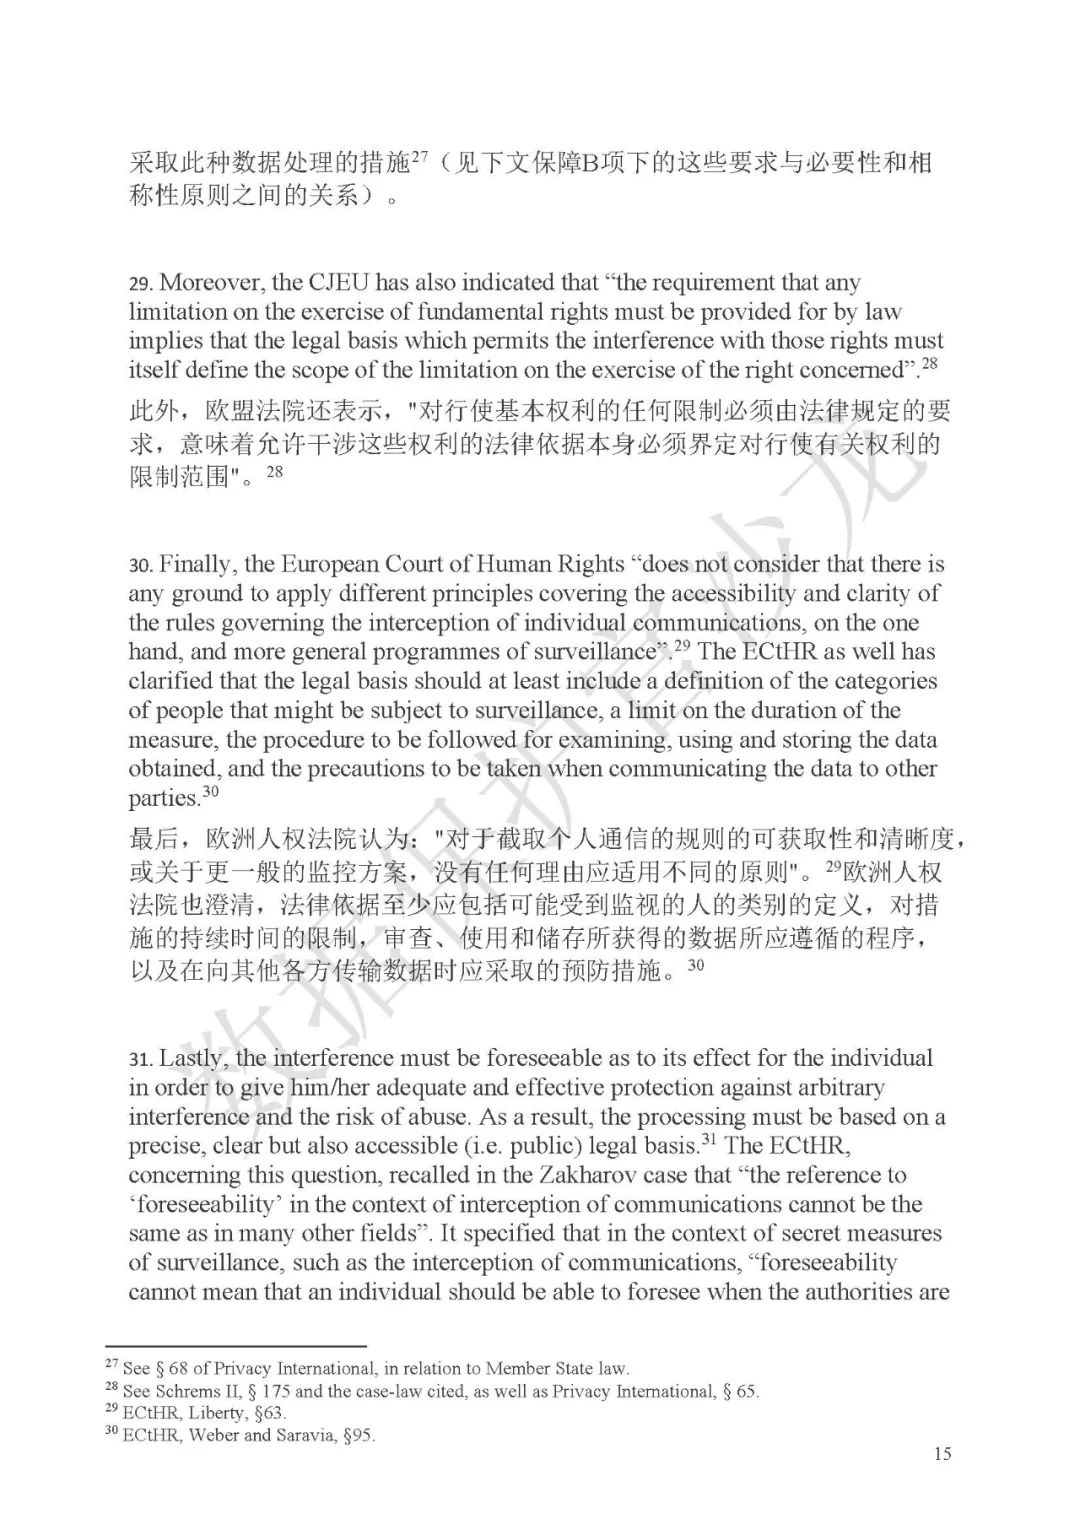 采取此种数据处理的措施27（见下文保障B项下的这些要求与必要性和相
称性原则之间的关系）。
29. Moreover, the CJEU has also indicated that “the requirement that any
limitation on the exercise of fundamental rights must be provided for by law
implies that the legal basis which permits the interference with those rights must
itself define the scope of the limitation on the exercise of the right concerned”.28
此外，欧盟法院还表示，"对行使基本权利的任何限制必须由法律规定的要
求，意味着允许干涉这些权利的法律依据本身必须界定对行使有关权利的
限制范围"。28
30. Finally, the European Court of Human Rights “does not consider that there is
any ground to apply different principles covering the accessibility and clarity of
the rules governing the interception of individual communications, on the one
hand, and more general programmes of surveillance”.29 The ECtHR as well has
clarified that the legal basis should at least include a definition of the categories
of people that might be subject to surveillance, a limit on the duration of the
measure, the procedure to be followed for examining, using and storing the data
obtained, and the precautions to be taken when communicating the data to other
parties.30
最后，欧洲人权法院认为："对于截取个人通信的规则的可获取性和清晰度，
或关于更一般的监控方案，没有任何理由应适用不同的原则"。29欧洲人权
法院也澄清，法律依据至少应包括可能受到监视的人的类别的定义，对措
施的持续时间的限制，审查、使用和储存所获得的数据所应遵循的程序，
以及在向其他各方传输数据时应采取的预防措施。30
31. Lastly, the interference must be foreseeable as to its effect for the individual
in order to give him/her adequate and effective protection against arbitrary
interference and the risk of abuse. As a result, the processing must be based on a
precise, clear but also accessible (i.e. public) legal basis.31 The ECtHR,
concerning this question, recalled in the Zakharov case that “the reference to
‘foreseeability’ in the context of interception of communications cannot be the
same as in many other fields”. It specified that in the context of secret measures
of surveillance, such as the interception of communications, “foreseeability
cannot mean that an individual should be able to foresee when the authorities are
27 See § 68 of Privacy International, in relation to Member State law.
28 See Schrems II, § 175 and the case-law cited, as well as Privacy International, § 65.
29 ECtHR, Liberty, §63.
30 ECtHR, Weber and Saravia, §95.
15
数据保护官沙龙